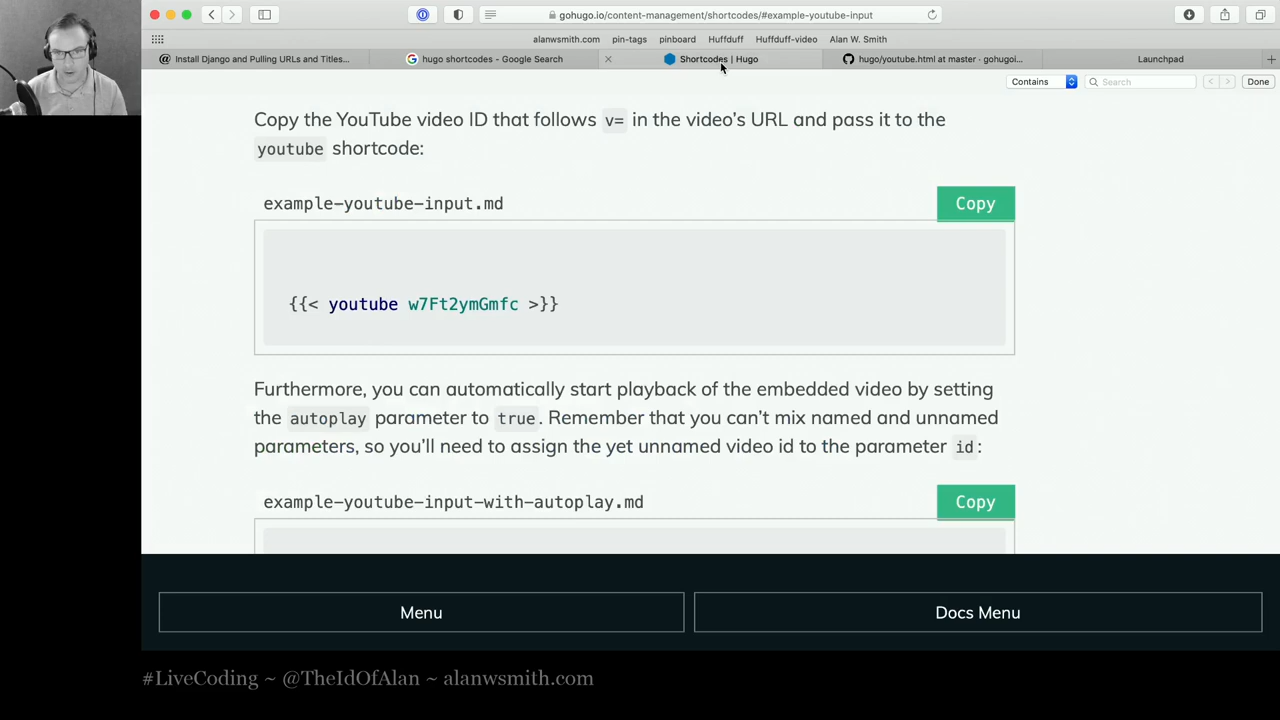 gohugo.io/content-management/shortcodes/#example-youtube-input
alanwsmith.com pin-tags pinboard Huffduff Huffduff-video Alan W. Smith
Install Django and Pulling URLs and Titles... hugo shortcodes - Google Search Shortcodes | Hugo hugo/youtube.html at master · gohugoi... Launchpad
Contains Search Done
Copy the YouTube video ID that follows v= in the video's URL and pass it to the
youtube shortcode:
example-youtube-input.md Copy
{{< youtube w7Ft2ymGmfc >}}
Furthermore, you can automatically start playback of the embedded video by setting
the autoplay parameter to true. Remember that you can't mix named and unnamed
parameters, so you'll need to assign the yet unnamed video id to the parameter id:
example-youtube-input-with-autoplay.md Copy
Menu Docs Menu
#LiveCoding ~ @TheIdOfAlan ~ alanwsmith.com